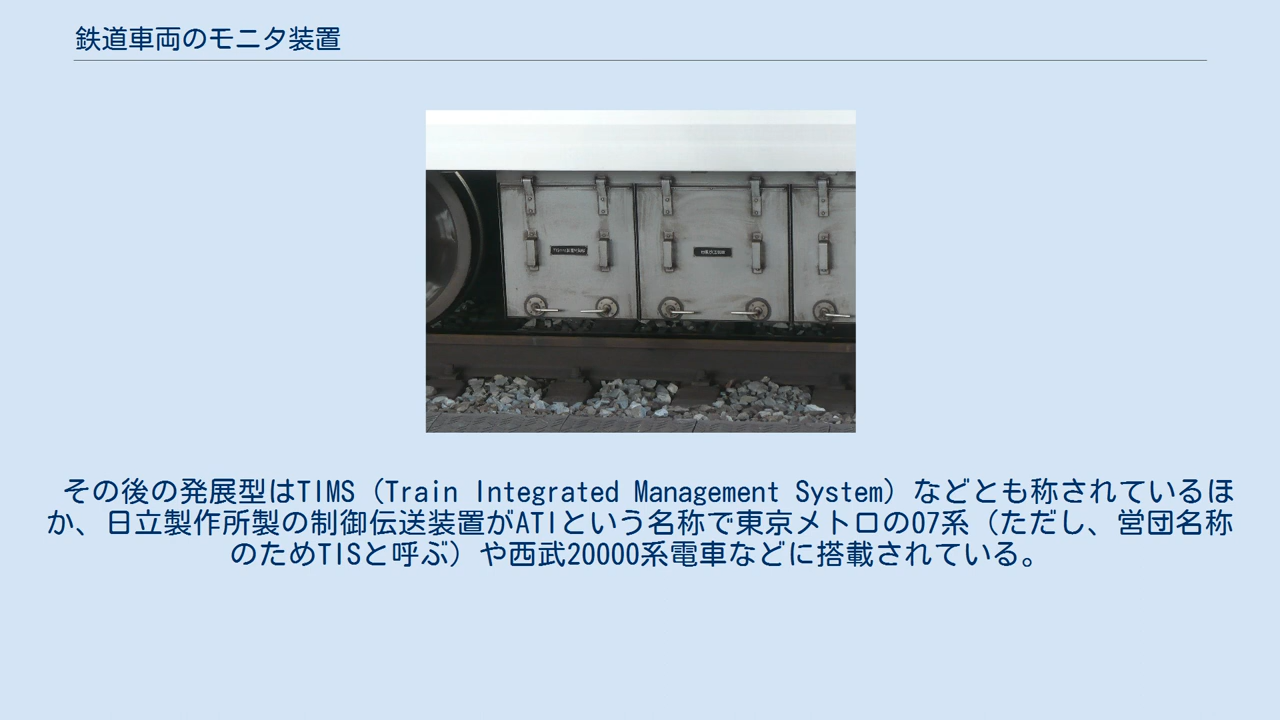 鉄道車両のモニタ装置
その後の発展型はTIMS（Train Integrated Management System）などとも称されているほ
か、日立製作所製の制御伝送装置がATIという名称で東京メトロの07系（ただし、営団名称
のためTISと呼ぶ）や西武20000系電車などに搭載されている。